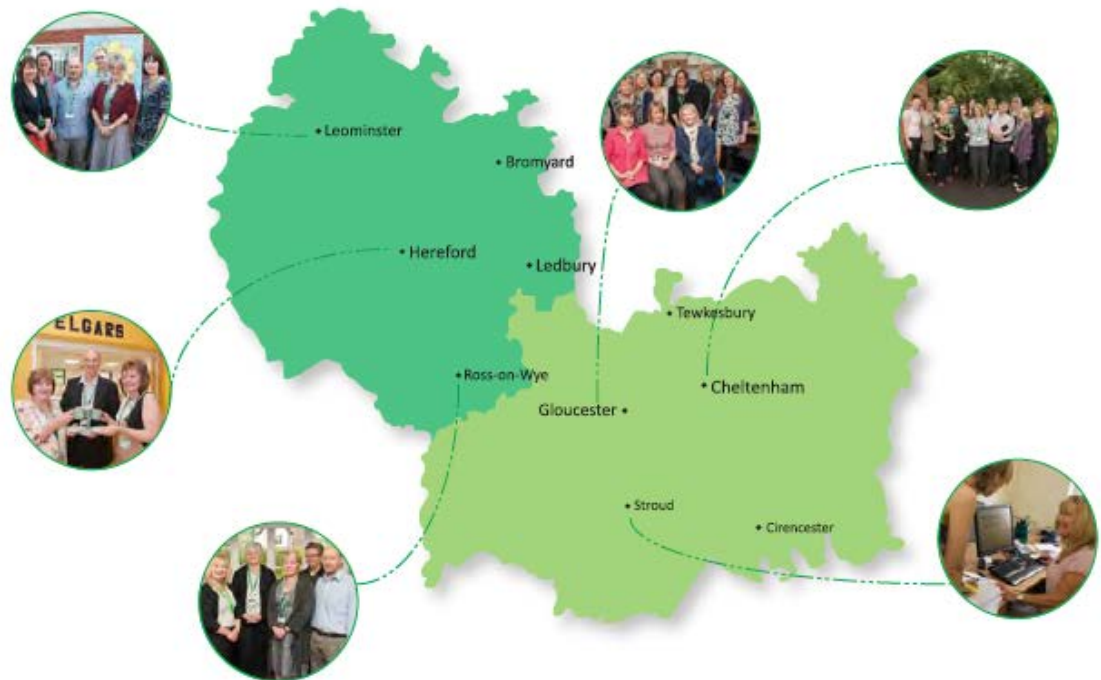 Leominster
Bromyard
Hereford
Ledbury
Tewkesbury
Ross-on-Wye
Cheltenham
Gloucester
Stroud
Cirencester
ELGARS